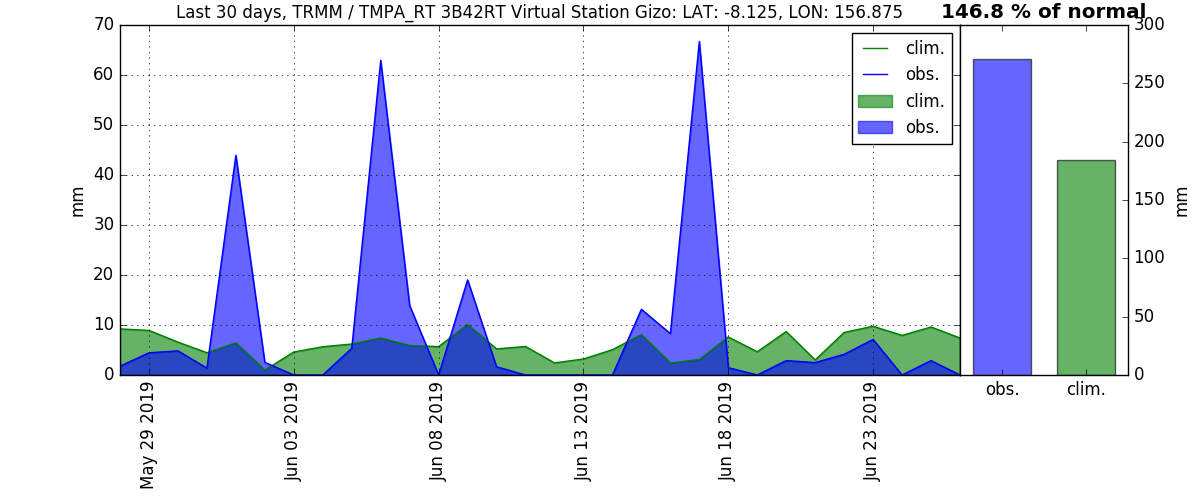 Last 30 days, TRMM / TMPA_RT 3B42RT Virtual Station Gizo: LAT: -8.125, LON: 156.875
146.8 % of normal
70
60
50
40
30
20
10
0
mm
clim.
obs.
clim.
obs.
300
250
200
150
100
50
0
mm
obs.
clim.
May 29 2019
Jun 03 2019
Jun 08 2019
Jun 13 2019
Jun 18 2019
Jun 23 2019